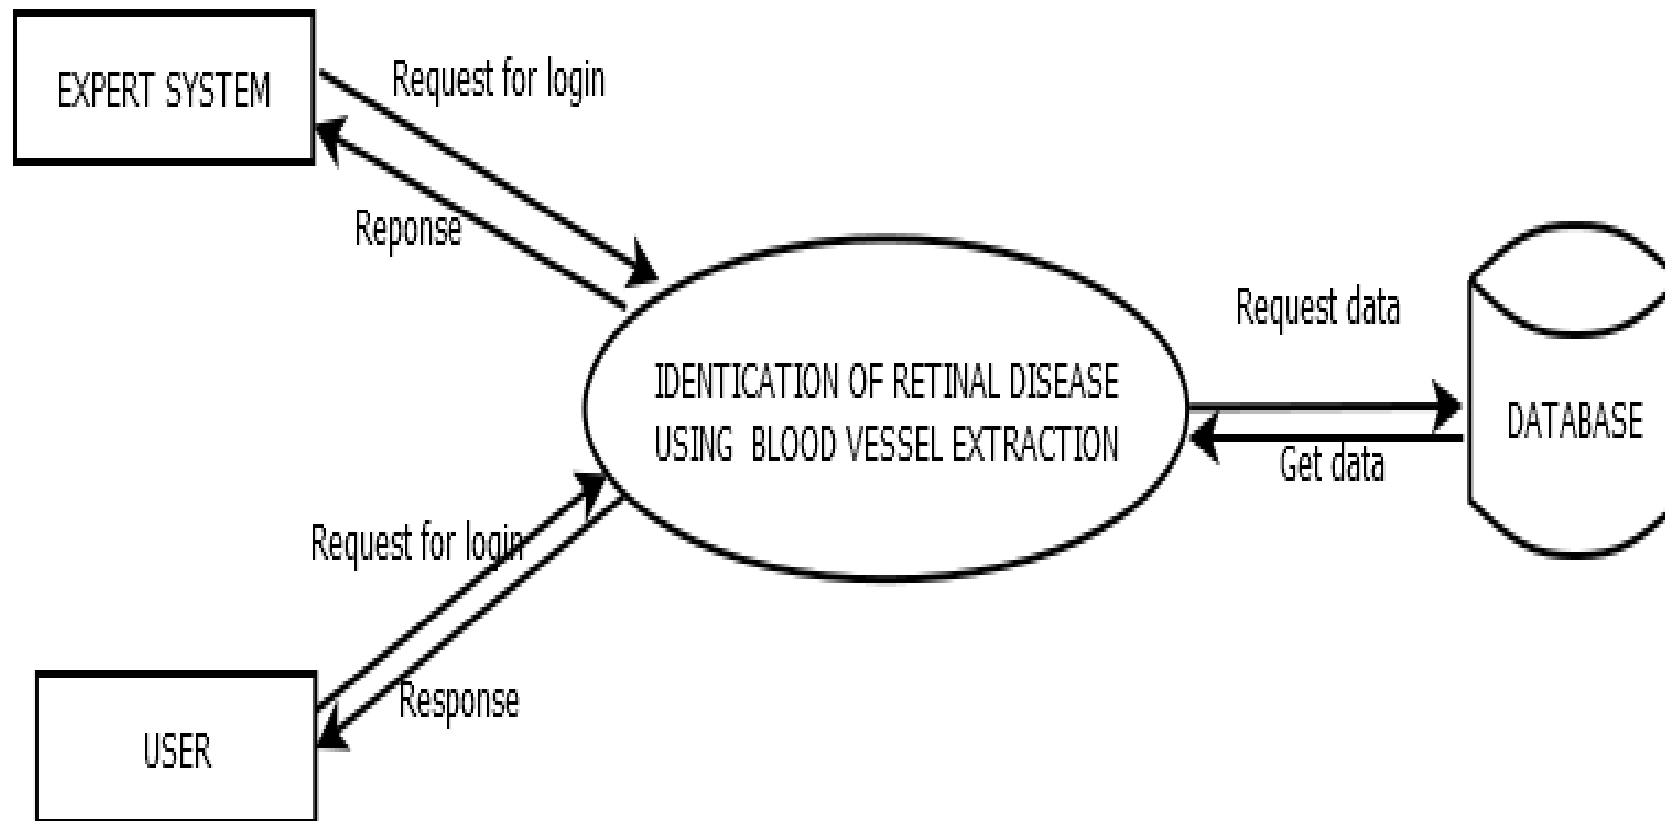 EXPERT SYSTEM
Request for login
Reponse
Request data
IDENTICATION OF RETINAL DISEASE
USING BLOOD VESSEL EXTRACTION
DATABASE
Get data
Request for login
Response
USER